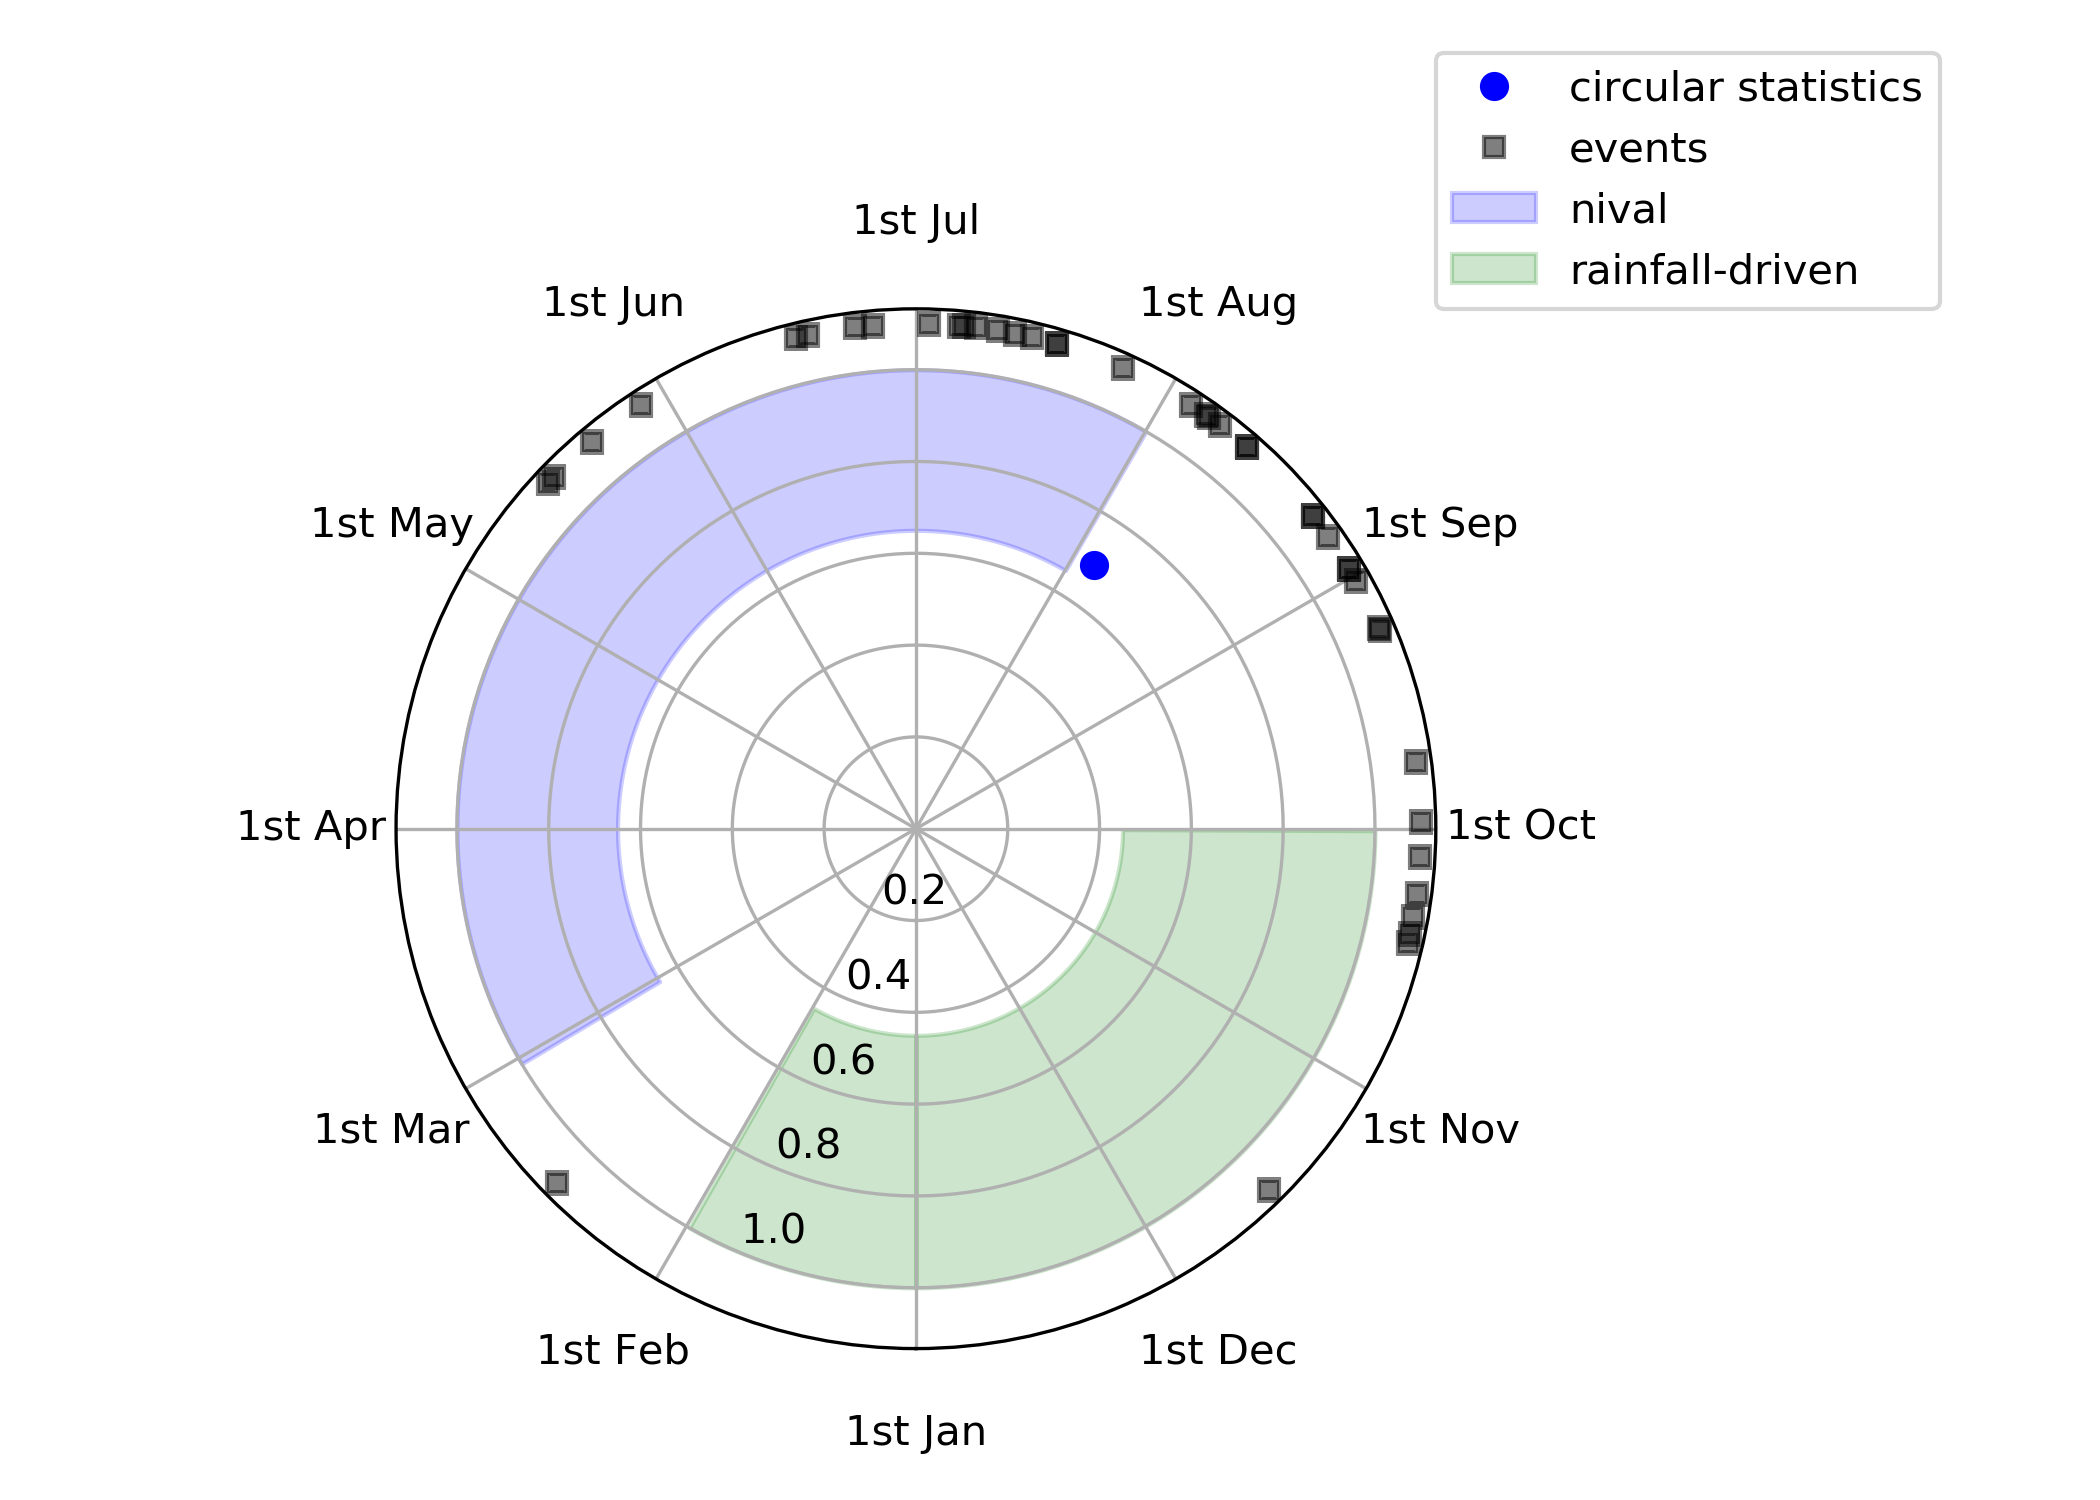 circular statistics
events
nival
rainfall-driven
1st Jul
1st Jun
1st Aug
1st May
1st Sep
1st Apr
1st Oct
0.2
0.4
0.6
0.8
1.0
1st Mar
1st Nov
1st Feb
1st Dec
1st Jan